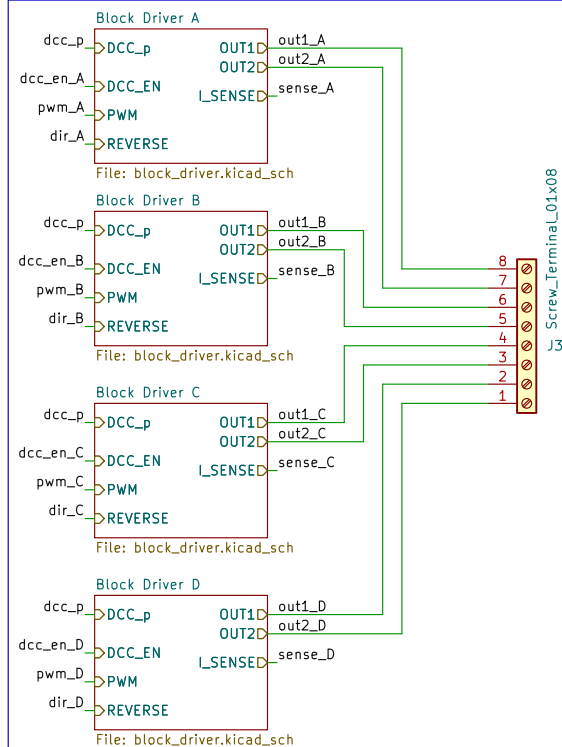 Block Driver A
dcc_p DCC_p OUT1 out1_A
OUT2 out2_A
dcc_en_A DCC_EN
I_SENSE sense_A
pwm_A PWM
dir_A REVERSE
File: block_driver.kicad_sch
Block Driver B
dcc_p DCC_p OUT1 out1_B
OUT2 out2_B
dcc_en_B DCC_EN
I_SENSE sense_B
pwm_B PWM
dir_B REVERSE
File: block_driver.kicad_sch
Block Driver C
dcc_p DCC_p OUT1 out1_C
OUT2 out2_C
dcc_en_C DCC_EN
I_SENSE sense_C
pwm_C PWM
dir_C REVERSE
File: block_driver.kicad_sch
Block Driver D
dcc_p DCC_p OUT1 out1_D
OUT2 out2_D
dcc_en_D DCC_EN
I_SENSE sense_D
pwm_D PWM
dir_D REVERSE
File: block_driver.kicad_sch
8
7
6
5
4
3
2
1
Screw_Terminal_01x08
J3